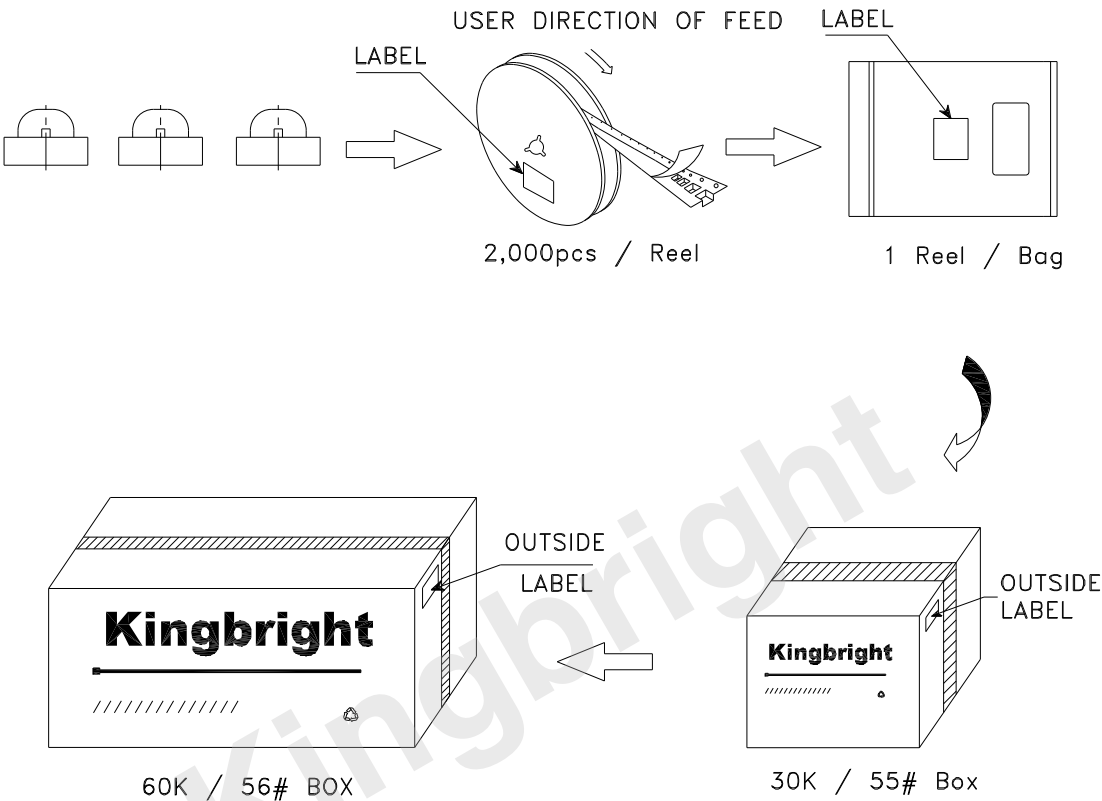 USER DIRECTION OF FEED
LABEL
LABEL
2,000pcs / Reel
1 Reel / Bag
OUTSIDE
LABEL
OUTSIDE
LABEL
Kingbright
Kingbright
60K / 56# BOX
30K / 55# Box
Kingbright